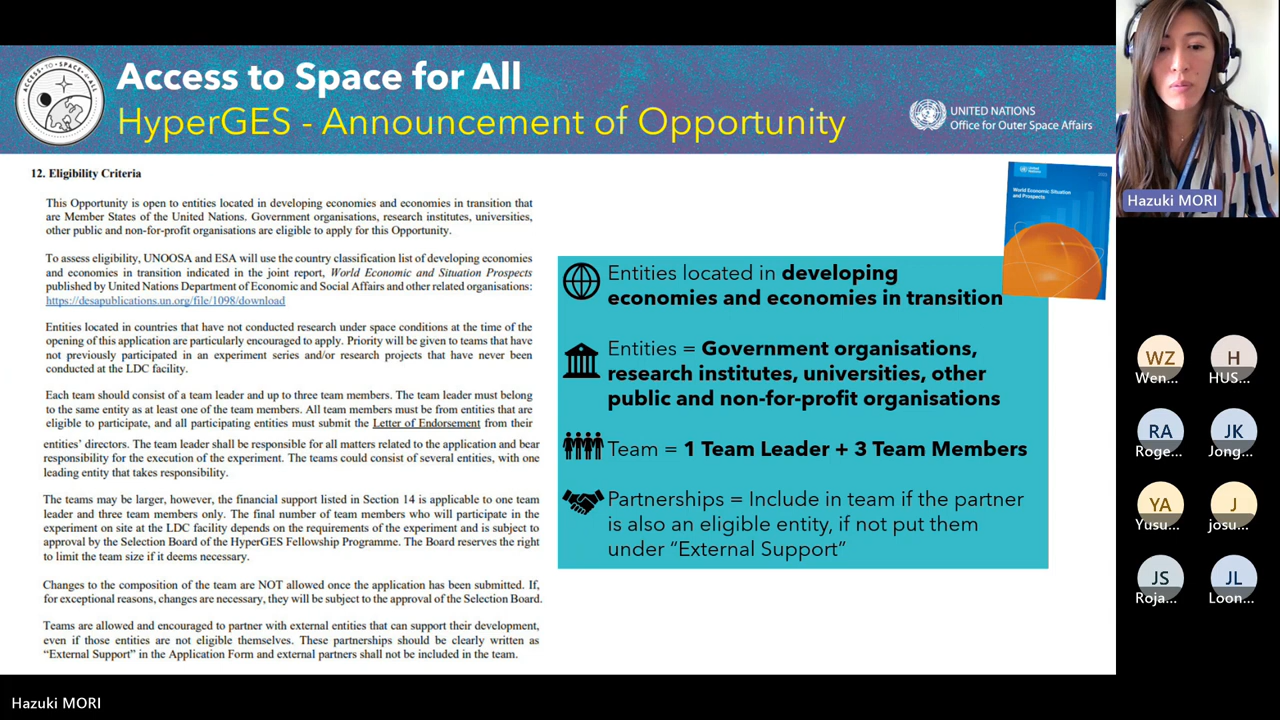 ACCESS•TO•SPACE•4•ALL
Access to Space for All
HyperGES - Announcement of Opportunity
UNITED NATIONS
Office for Outer Space Affairs
12. Eligibility Criteria
This Opportunity is open to entities located in developing economies and economies in transition that
are Member States of the United Nations. Government organisations, research institutes, universities,
other public and non-for-profit organisations are eligible to apply for this Opportunity.
To assess eligibility, UNOOSA and ESA will use the country classification list of developing economies
and economies in transition indicated in the joint report, World Economic and Situation Prospects
published by United Nations Department of Economic and Social Affairs and other related organisations:
https://desapublications.un.org/file/1098/download
Entities located in countries that have not conducted research under space conditions at the time of the
opening of this application are particularly encouraged to apply. Priority will be given to teams that have
not previously participated in an experiment series and/or research projects that have never been
conducted at the LDC facility.
Each team should consist of a team leader and up to three team members. The team leader must belong
to the same entity as at least one of the team members. All team members must be from entities that are
eligible to participate, and all participating entities must submit the Letter of Endorsement from their
entities' directors. The team leader shall be responsible for all matters related to the application and bear
responsibility for the execution of the experiment. The teams could consist of several entities, with one
leading entity that takes responsibility.
The teams may be larger, however, the financial support listed in Section 14 is applicable to one team
leader and three team members only. The final number of team members who will participate in the
experiment on site at the LDC facility depends on the requirements of the experiment and is subject to
approval by the Selection Board of the HyperGES Fellowship Programme. The Board reserves the right
to limit the team size if it deems necessary.
Changes to the composition of the team are NOT allowed once the application has been submitted. If,
for exceptional reasons, changes are necessary, they will be subject to the approval of the Selection Board.
Teams are allowed and encouraged to partner with external entities that can support their development,
even if those entities are not eligible themselves. These partnerships should be clearly written as
"External Support" in the Application Form and external partners shall not be included in the team.
United
Nations
World Economic Situation
and Prospects
Entities located in developing
economies and economies in transition
Entities = Government organisations,
research institutes, universities, other
public and non-for-profit organisations
Team = 1 Team Leader + 3 Team Members
Partnerships = Include in team if the partner
is also an eligible entity, if not put them
under "External Support"
Hazuki MORI
WZ
Wen...
H
HUS...
RA
Roge...
JK
Jong...
YA
Yusu...
J
josu...
JS
Roja...
JL
Loon...
Hazuki MORI